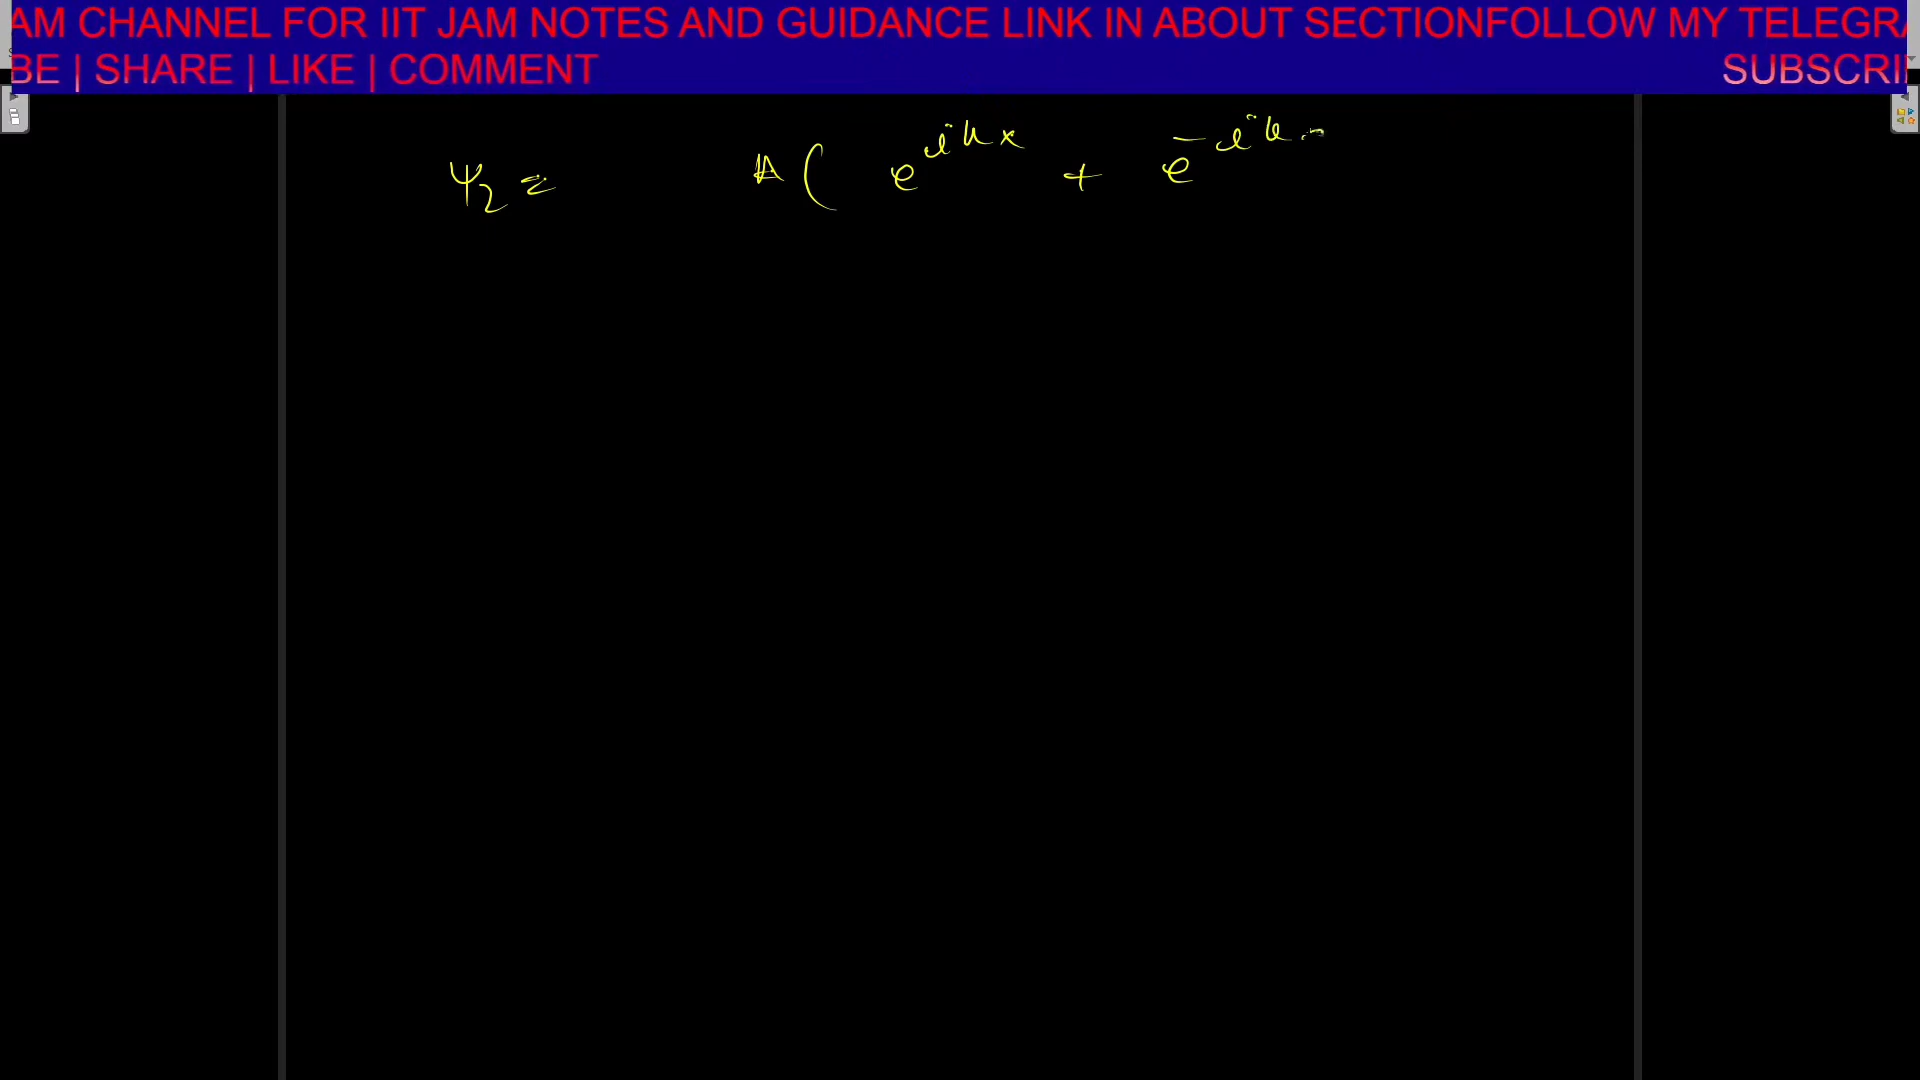 AM CHANNEL FOR IIT JAM NOTES AND GUIDANCE LINK IN ABOUT SECTIONFOLLOW MY TELEGRA
BE | SHARE | LIKE | COMMENT SUBSCRI
ψ₂ = A( e^{ikx} + e^{-ik